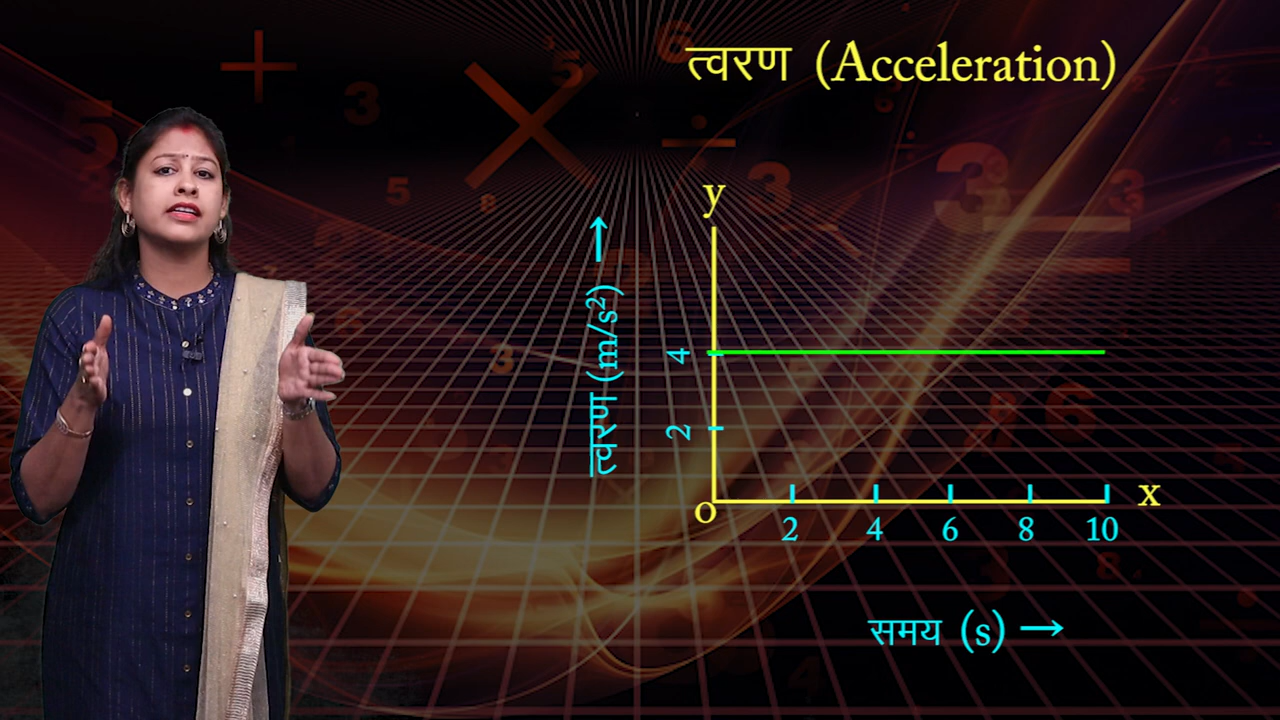 त्वरण (Acceleration)
y
त्वरण (m/s²) →
4
2
o
x
2 4 6 8 10
समय (s) →